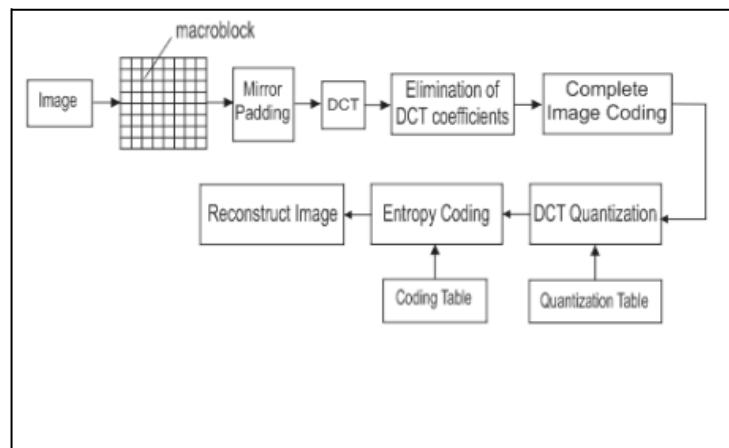 macroblock
Image
Mirror
Padding
DCT
Elimination of
DCT coefficients
Complete
Image Coding
Reconstruct Image
Entropy Coding
DCT Quantization
Coding Table
Quantization Table